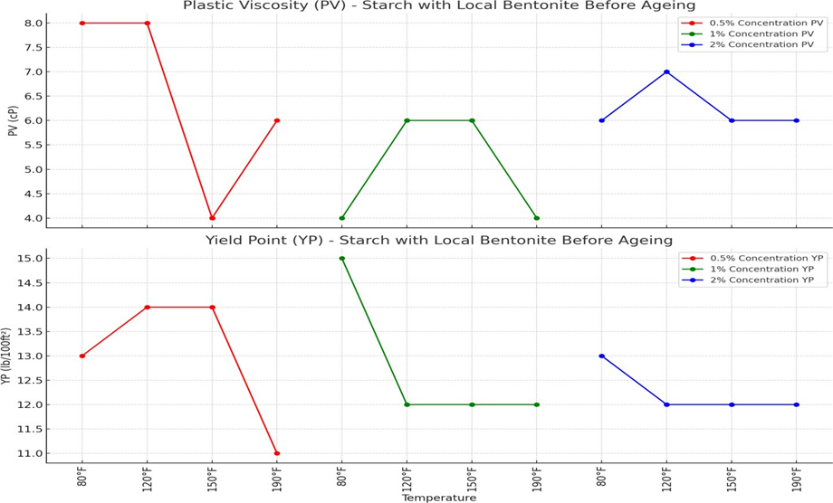 Plastic Viscosity (PV) - Starch with Local Bentonite Before Ageing
8.0
7.5
7.0
6.5
6.0
5.5
5.0
4.5
4.0
PV (cP)
0.5% Concentration PV
1% Concentration PV
2% Concentration PV
Yield Point (YP) - Starch with Local Bentonite Before Ageing
15.0
14.5
14.0
13.5
13.0
12.5
12.0
11.5
11.0
YP (lb/100ft²)
0.5% Concentration YP
1% Concentration YP
2% Concentration YP
80°F 120°F 150°F 190°F 80°F 120°F 150°F 190°F 80°F 120°F 150°F 190°F
Temperature